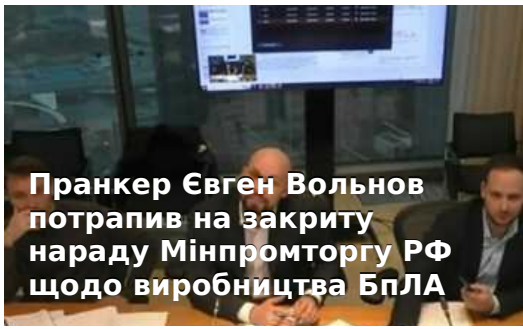 Пранкер Євген Вольнов
потрапив на закриту
нараду Мінпромторгу РФ
щодо виробництва БпЛА